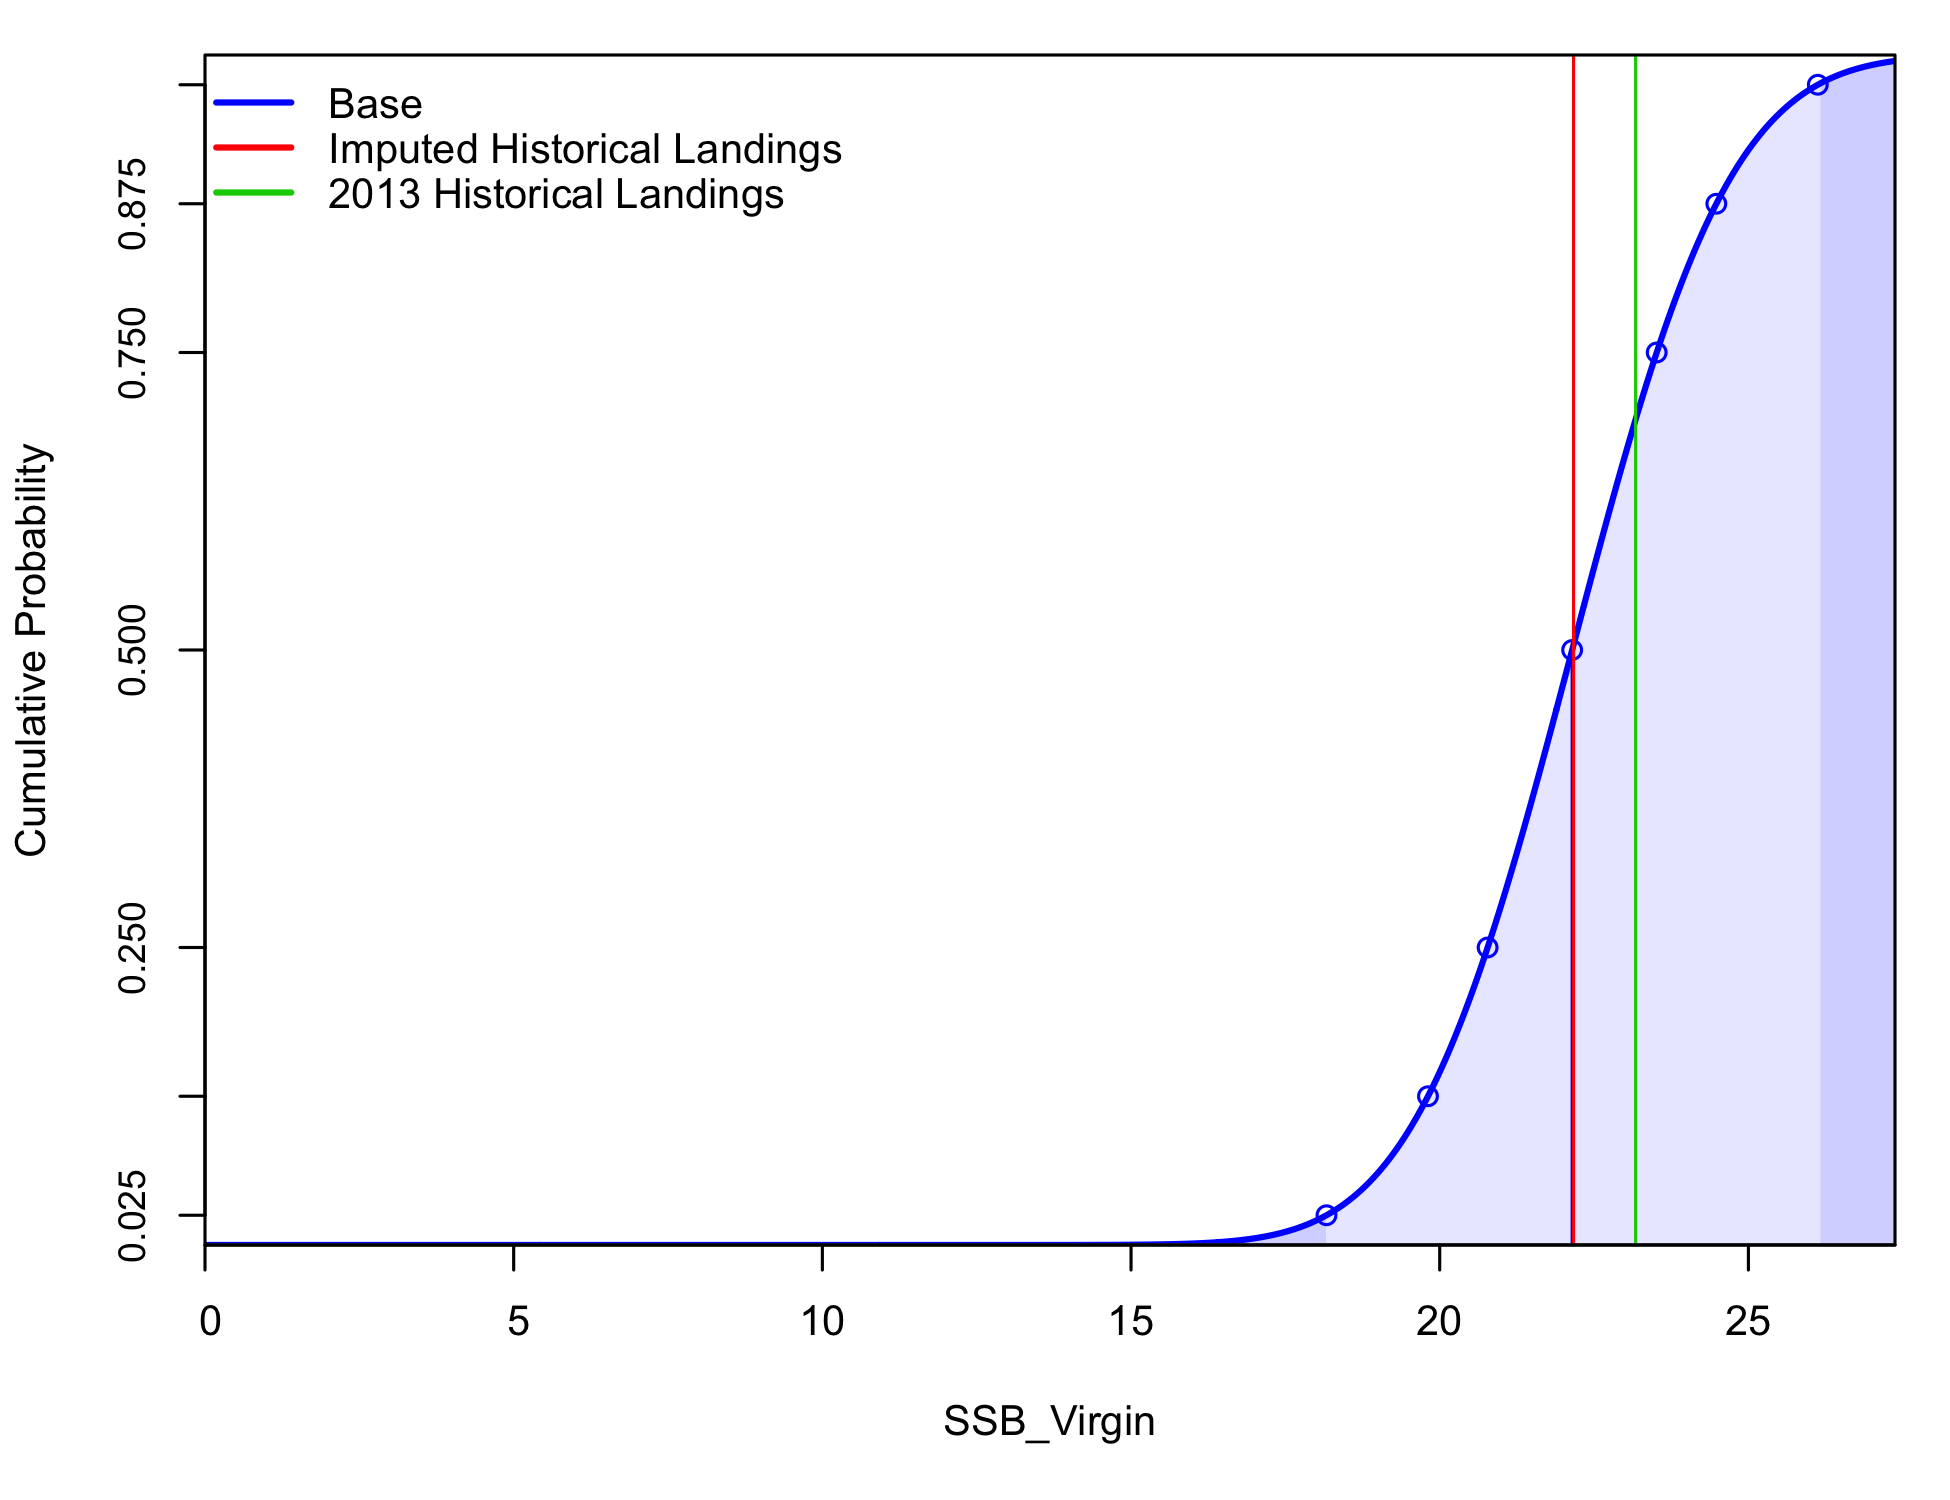 Base
Imputed Historical Landings
2013 Historical Landings
Cumulative Probability
0.875
0.750
0.500
0.250
0.025
0 5 10 15 20 25
SSB_Virgin